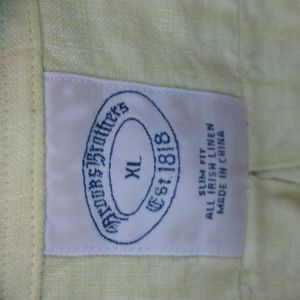 Brooks Brothers
XL
Est. 1818
SLIM FIT
ALL IRISH LINEN
MADE IN CHINA